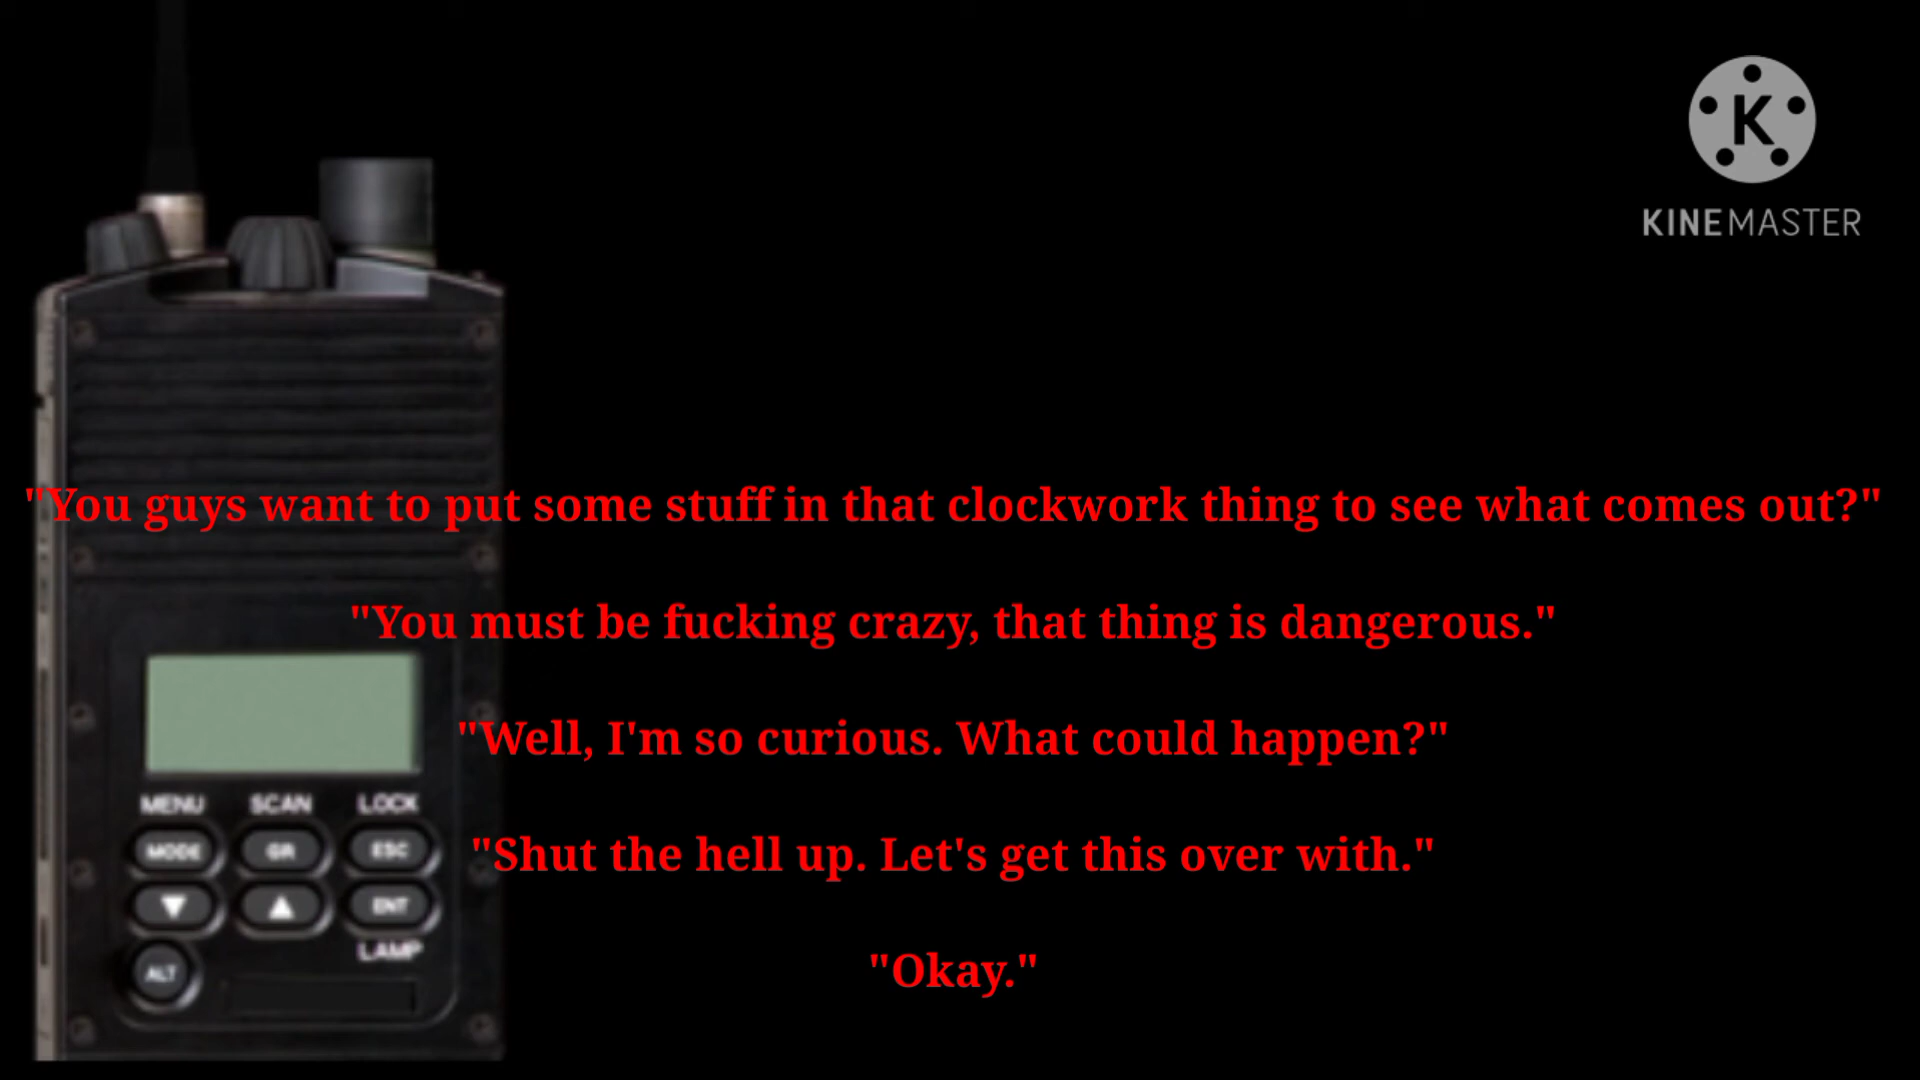 K
KINEMASTER
"You guys want to put some stuff in that clockwork thing to see what comes out?"
"You must be fucking crazy, that thing is dangerous."
"Well, I'm so curious. What could happen?"
"Shut the hell up. Let's get this over with."
"Okay."
MENU SCAN LOCK
MODE GR ESC
ENT
LAMP
ALT